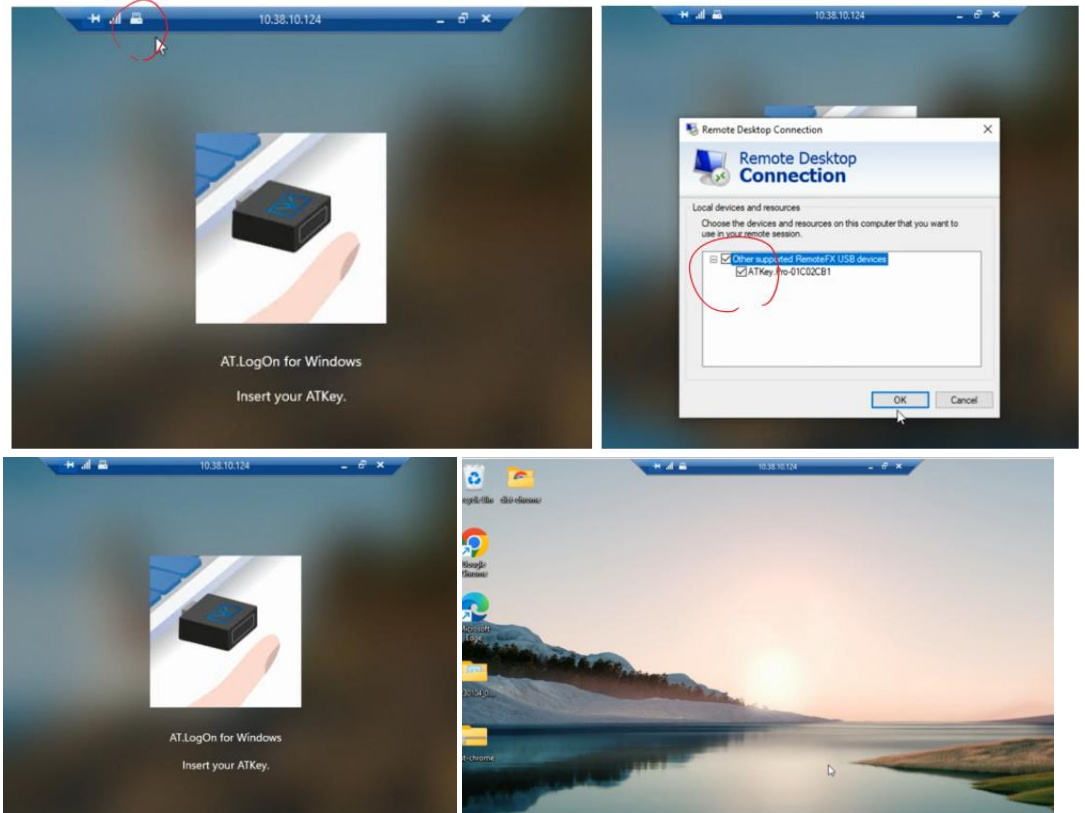 10.38.10.124
AT.LogOn for Windows
Insert your ATKey.
10.38.10.124
Remote Desktop Connection
Remote Desktop
Connection
Local devices and resources
Choose the devices and resources on this computer that you want to
use in your remote session.
Other supported RemoteFX USB devices
ATKey.Pro-01C02CB1
OK
Cancel
10.38.10.124
AT.LogOn for Windows
Insert your ATKey.
10.38.10.124
dist-chrome
Google
Chrome
Microsoft
Edge